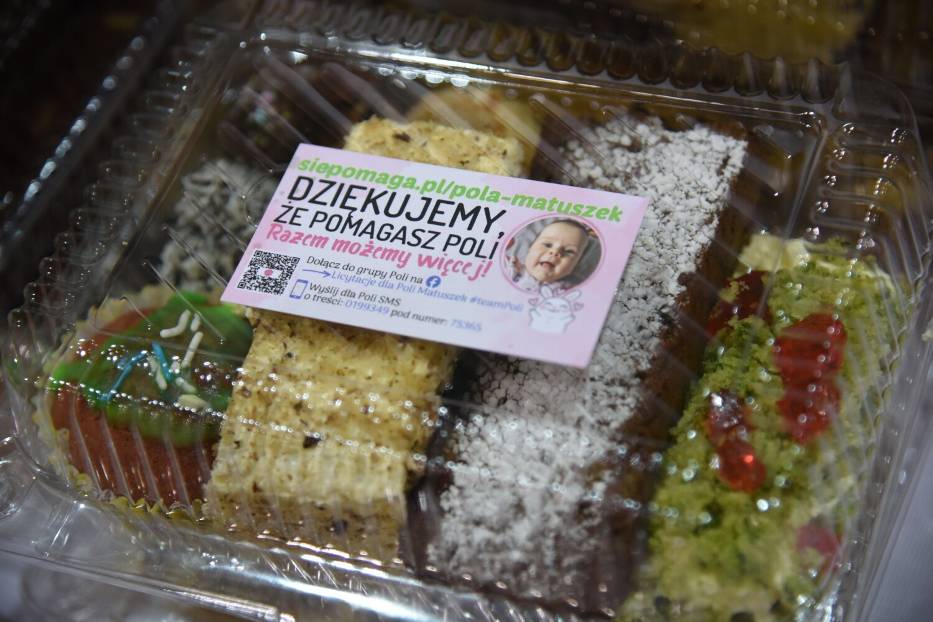 siepomaga.pl/pola-matuszek
DZIĘKUJEMY,
ŻE POMAGASZ POLI
Razem możemy więcej!
Dołącz do grupy Poli na
Licytacje dla Poli Matuszek #teamPoli
Wyślij dla Poli SMS
o treści: 0199349 pod numer: 75365